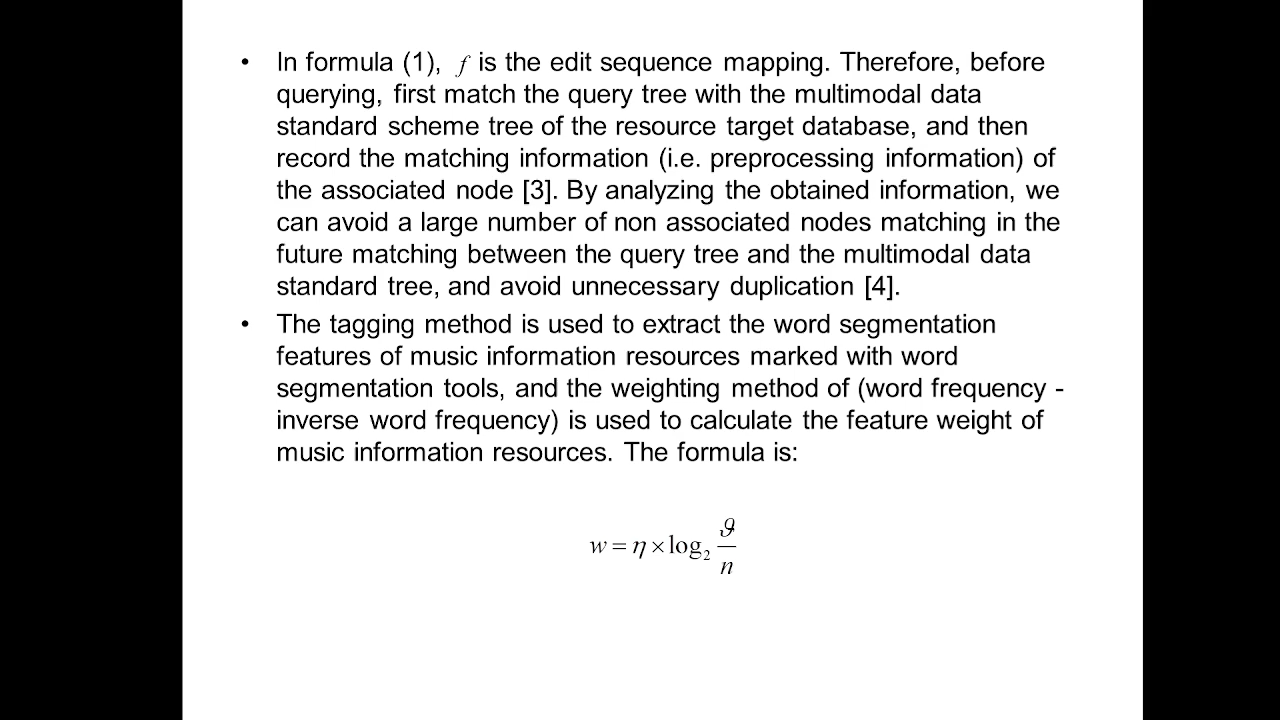 • In formula (1), f is the edit sequence mapping. Therefore, before
querying, first match the query tree with the multimodal data
standard scheme tree of the resource target database, and then
record the matching information (i.e. preprocessing information) of
the associated node [3]. By analyzing the obtained information, we
can avoid a large number of non associated nodes matching in the
future matching between the query tree and the multimodal data
standard tree, and avoid unnecessary duplication [4].
• The tagging method is used to extract the word segmentation
features of music information resources marked with word
segmentation tools, and the weighting method of (word frequency -
inverse word frequency) is used to calculate the feature weight of
music information resources. The formula is:
w = η × log₂ ϑ/n